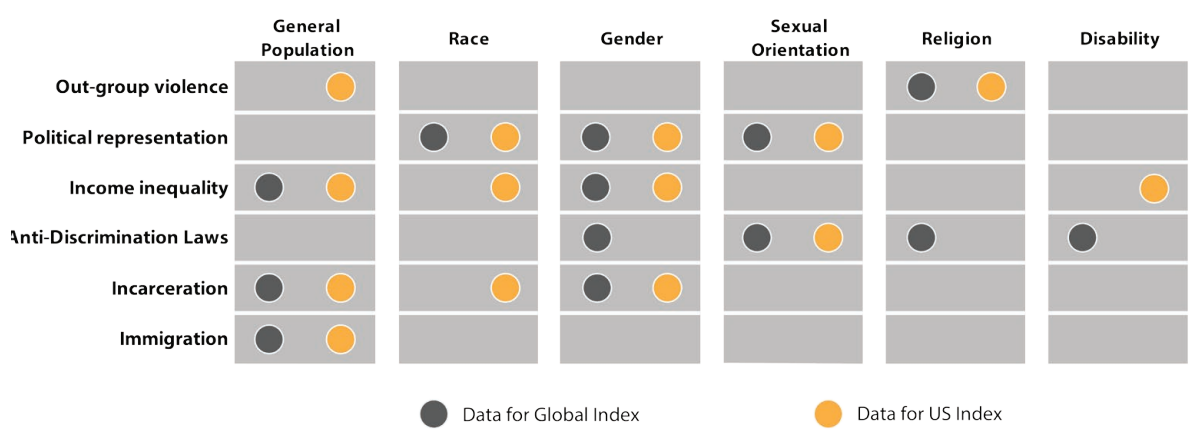 General
Population
Race
Gender
Sexual
Orientation
Religion
Disability
Out-group violence
Political representation
Income inequality
Anti-Discrimination Laws
Incarceration
Immigration
Data for Global Index
Data for US Index